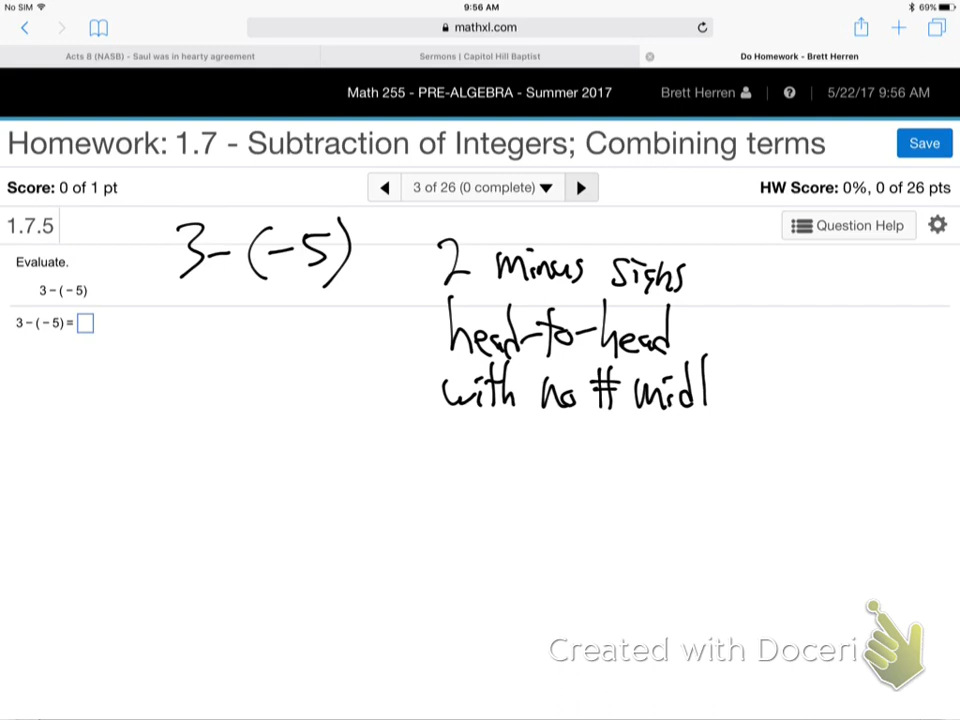 No SIM 9:56 AM 69%
mathxl.com
Acts 8 (NASB) - Saul was in hearty agreement Sermons | Capitol Hill Baptist Do Homework - Brett Herren
Math 255 - PRE-ALGEBRA - Summer 2017 Brett Herren ? 5/22/17 9:56 AM
Homework: 1.7 - Subtraction of Integers; Combining terms Save
Score: 0 of 1 pt 3 of 26 (0 complete) HW Score: 0%, 0 of 26 pts
1.7.5 Question Help
3-(-5) 2 minus signs
Evaluate.
3-(-5)
head-to-head
3-(-5)=
with no # midl
Created with Doceri